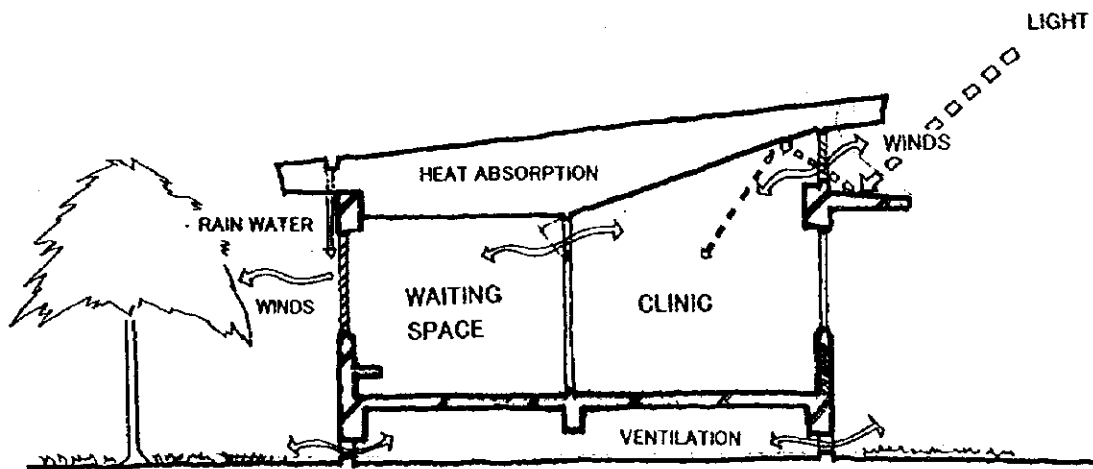 LIGHT
WINDS
HEAT ABSORPTION
RAIN WATER
WINDS
WAITING
SPACE
CLINIC
VENTILATION